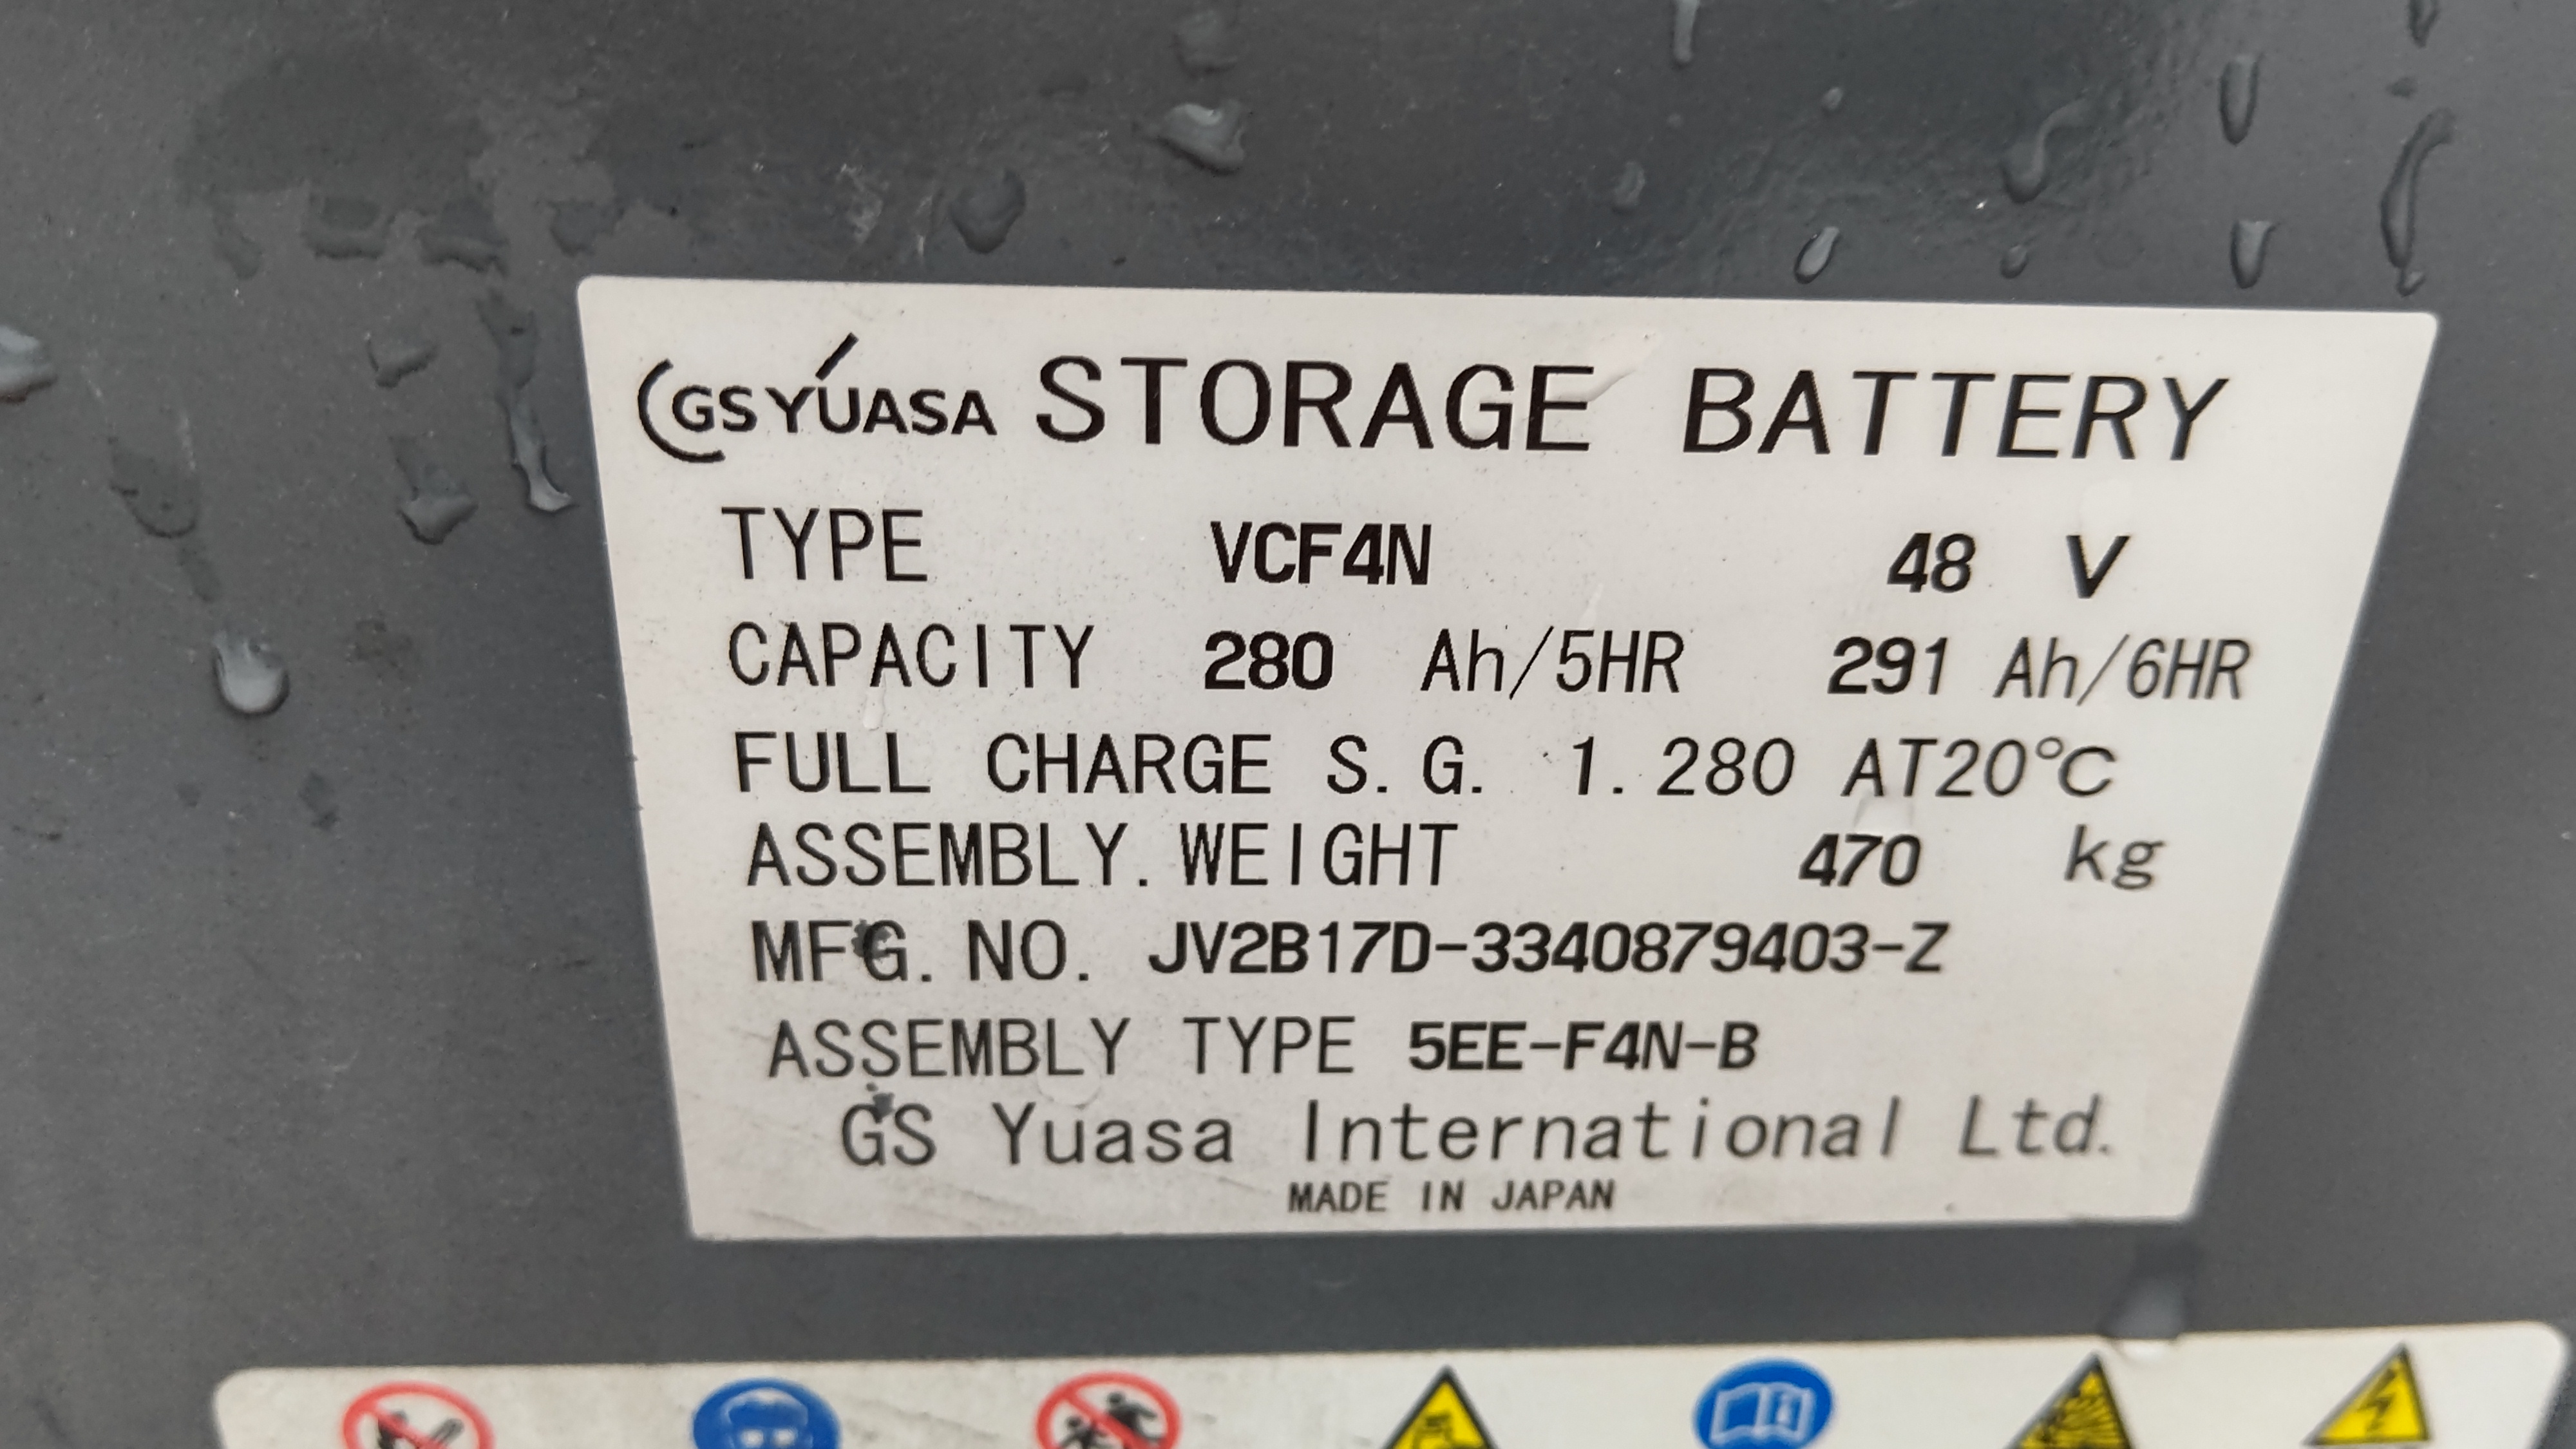 GS YUASA STORAGE BATTERY
TYPE VCF4N 48 V
CAPACITY 280 Ah/5HR 291 Ah/6HR
FULL CHARGE S.G. 1.280 AT20°C
ASSEMBLY.WEIGHT 470 kg
MFG.NO. JV2B17D-3340879403-Z
ASSEMBLY TYPE 5EE-F4N-B
GS Yuasa International Ltd.
MADE IN JAPAN